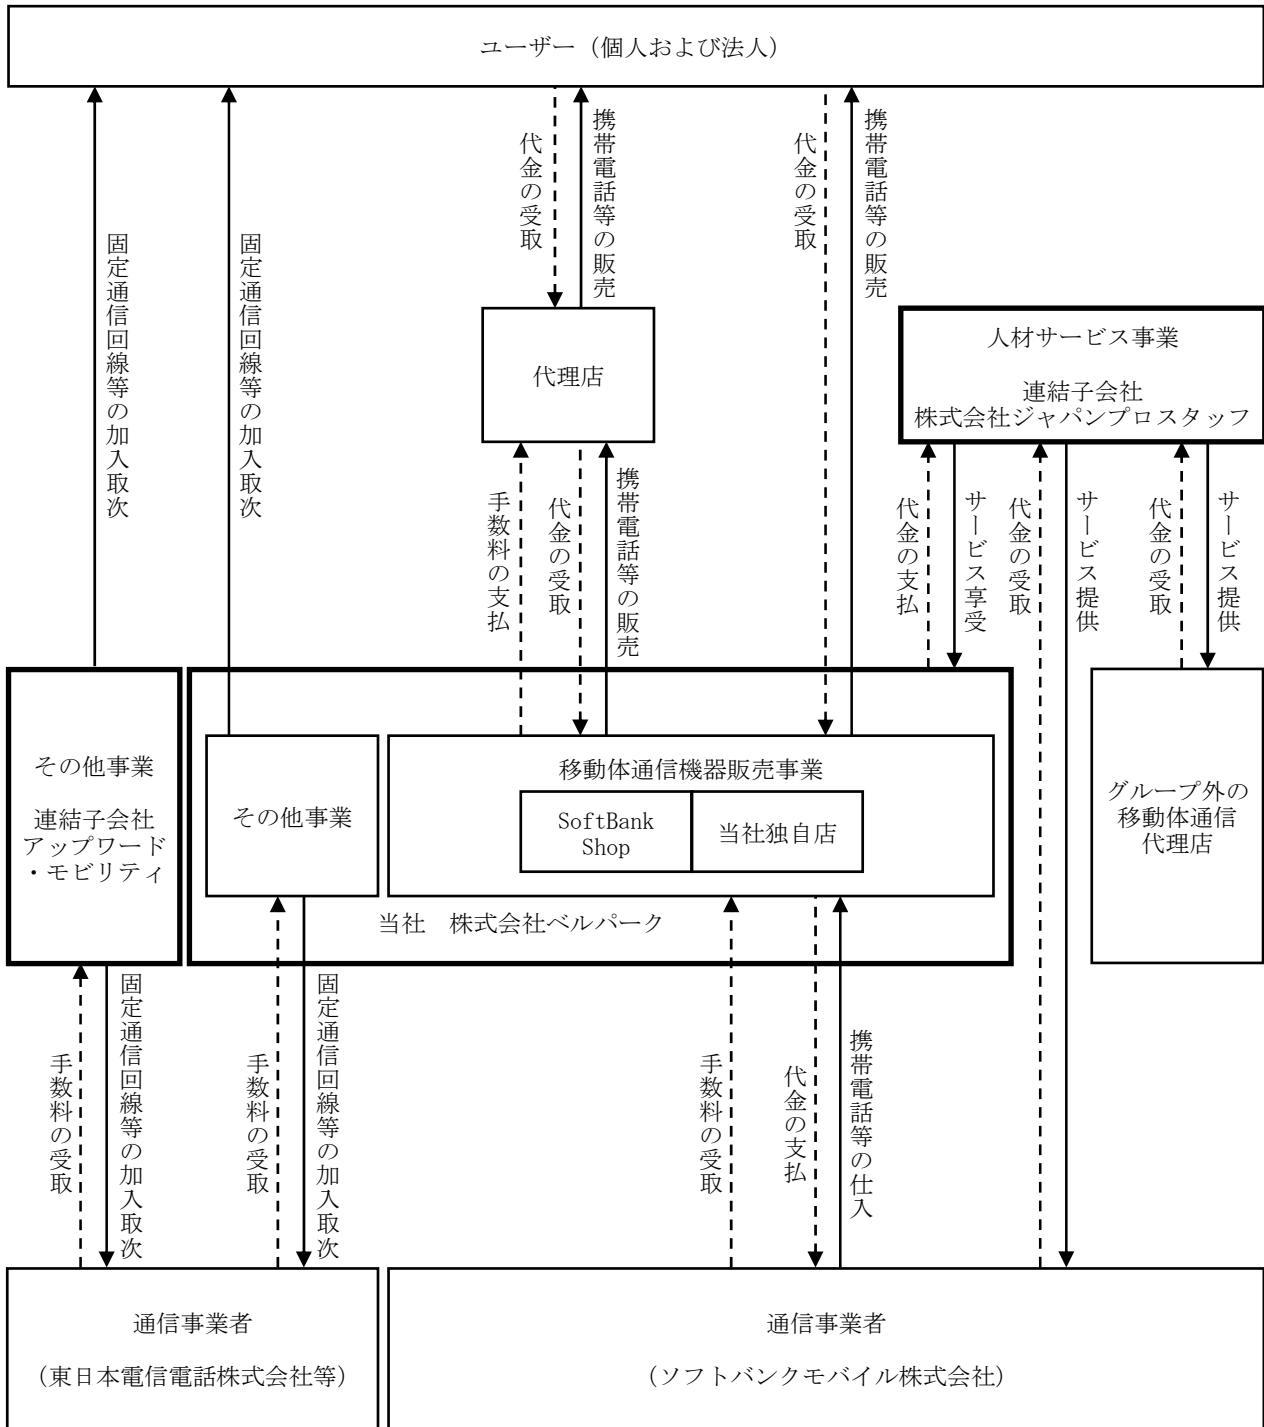 ユーザー（個人および法人）
固定通信回線等の加入取次
固定通信回線等の加入取次
代金の受取
携帯電話等の販売
代金の受取
携帯電話等の販売
代理店
人材サービス事業
連結子会社
株式会社ジャパンプロスタッフ
手数料の支払
代金の受取
携帯電話等の販売
代金の支払
サービス享受
代金の受取
サービス提供
代金の受取
サービス提供
その他事業
連結子会社
アップワード
・モビリティ
その他事業
移動体通信機器販売事業
SoftBank
Shop
当社独自店
当社　株式会社ベルパーク
グループ外の
移動体通信
代理店
手数料の受取
固定通信回線等の加入取次
手数料の受取
固定通信回線等の加入取次
手数料の受取
代金の支払
携帯電話等の仕入
通信事業者
（東日本電信電話株式会社等）
通信事業者
（ソフトバンクモバイル株式会社）